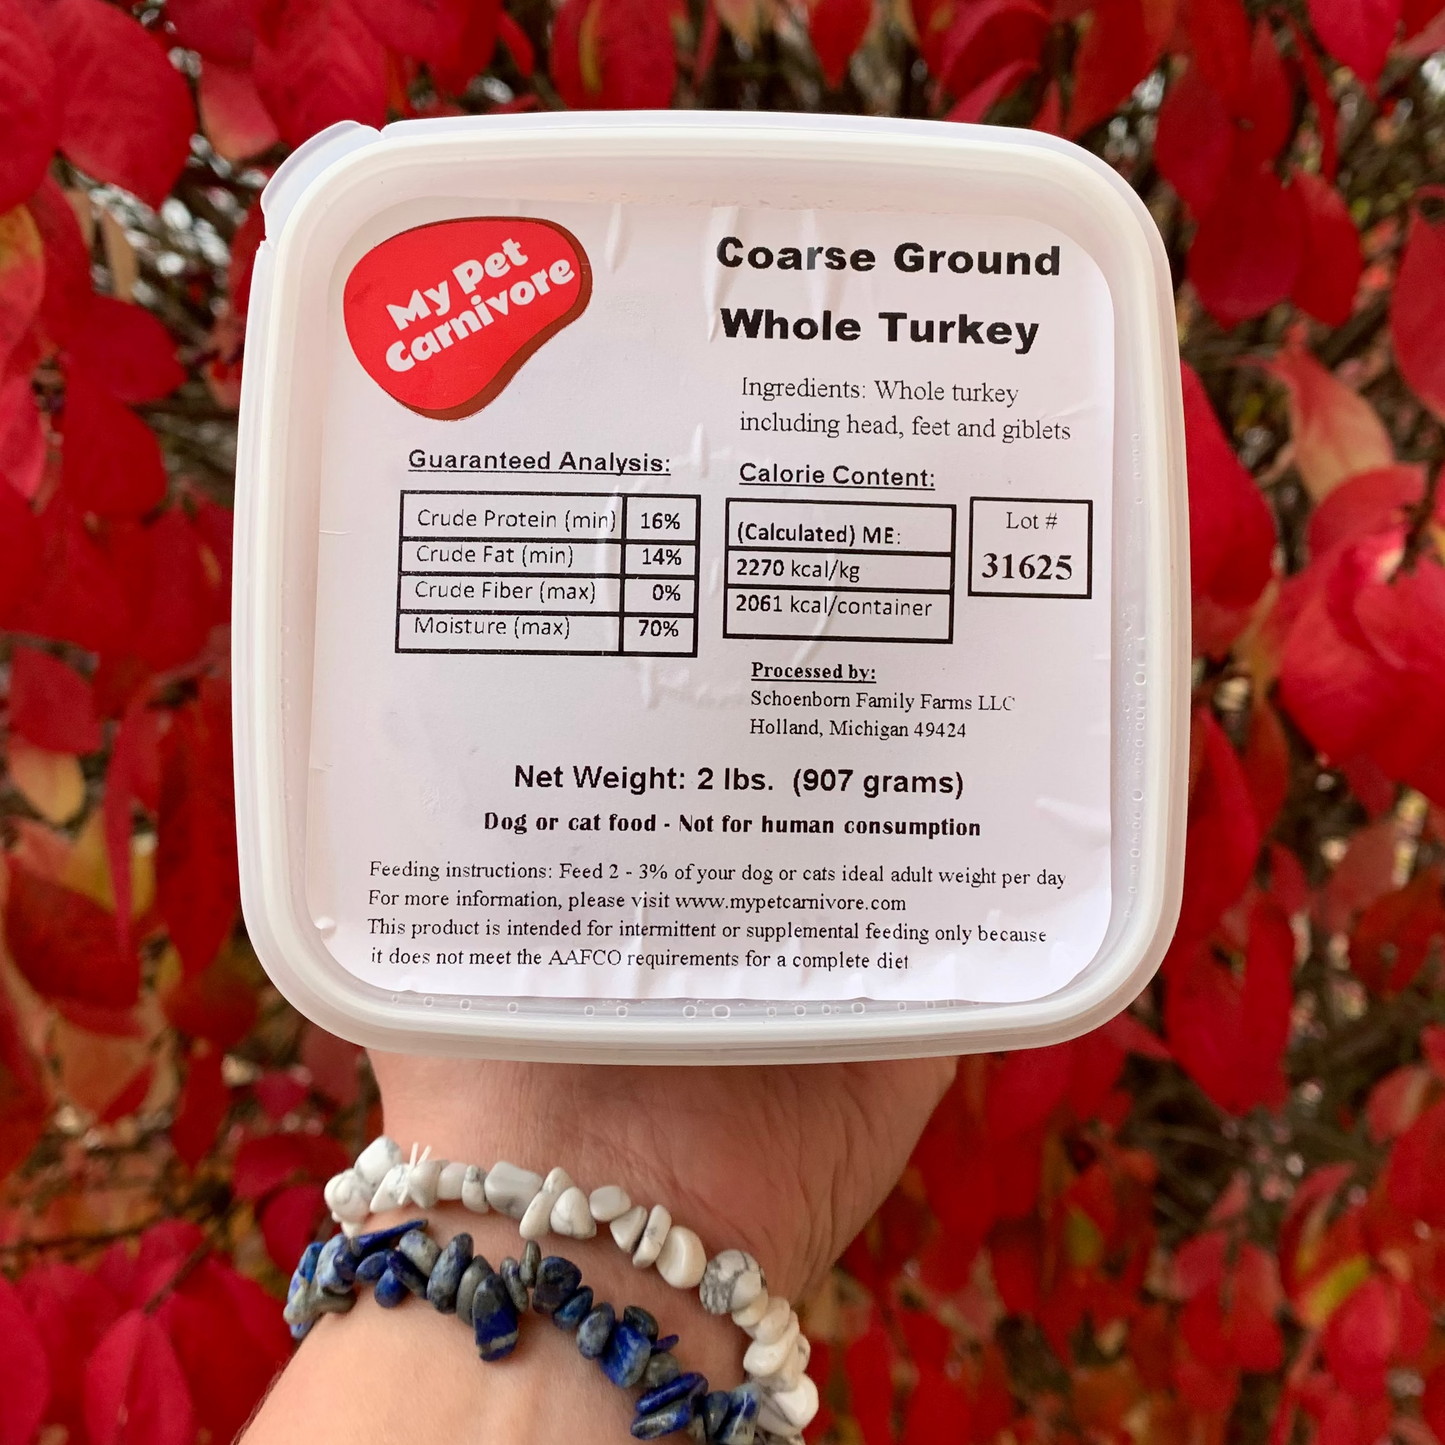 My Pet
Carnivore
Coarse Ground
Whole Turkey
Ingredients: Whole turkey
including head, feet and giblets
Guaranteed Analysis:
Crude Protein (min) 16%
Crude Fat (min) 14%
Crude Fiber (max) 0%
Moisture (max) 70%
Calorie Content:
(Calculated) ME:
2270 kcal/kg
2061 kcal/container
Lot #
31625
Processed by:
Schoenborn Family Farms LLC
Holland, Michigan 49424
Net Weight: 2 lbs. (907 grams)
Dog or cat food - Not for human consumption
Feeding instructions: Feed 2 - 3% of your dog or cats ideal adult weight per day
For more information, please visit www.mypetcarnivore.com
This product is intended for intermittent or supplemental feeding only because
it does not meet the AAFCO requirements for a complete diet